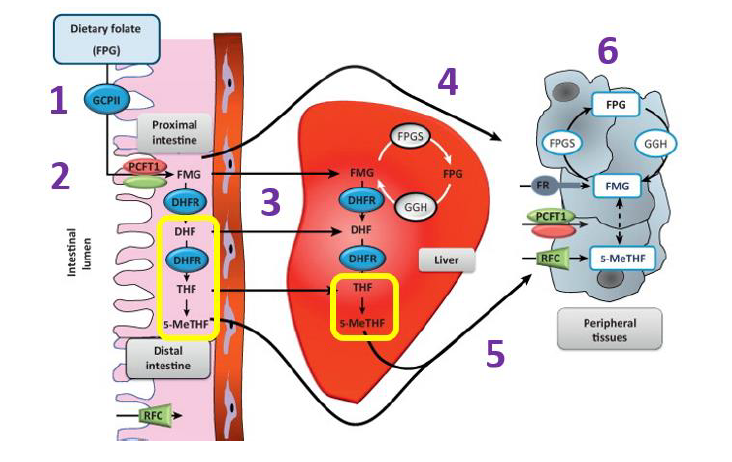 Dietary folate
(FPG)
1
GCPII
Proximal
intestine
2
PCFT1
FMG
DHFR
DHF
DHFR
THF
5-MeTHF
Distal
intestine
RFC
Intestinal
lumen
3
4
FPGS
FMG
FPG
GGH
DHFR
DHF
DHFR
Liver
THF
5-MeTHF
5
6
FPG
FPGS
GGH
FR
FMG
PCFT1
RFC
5-MeTHF
Peripheral
tissues